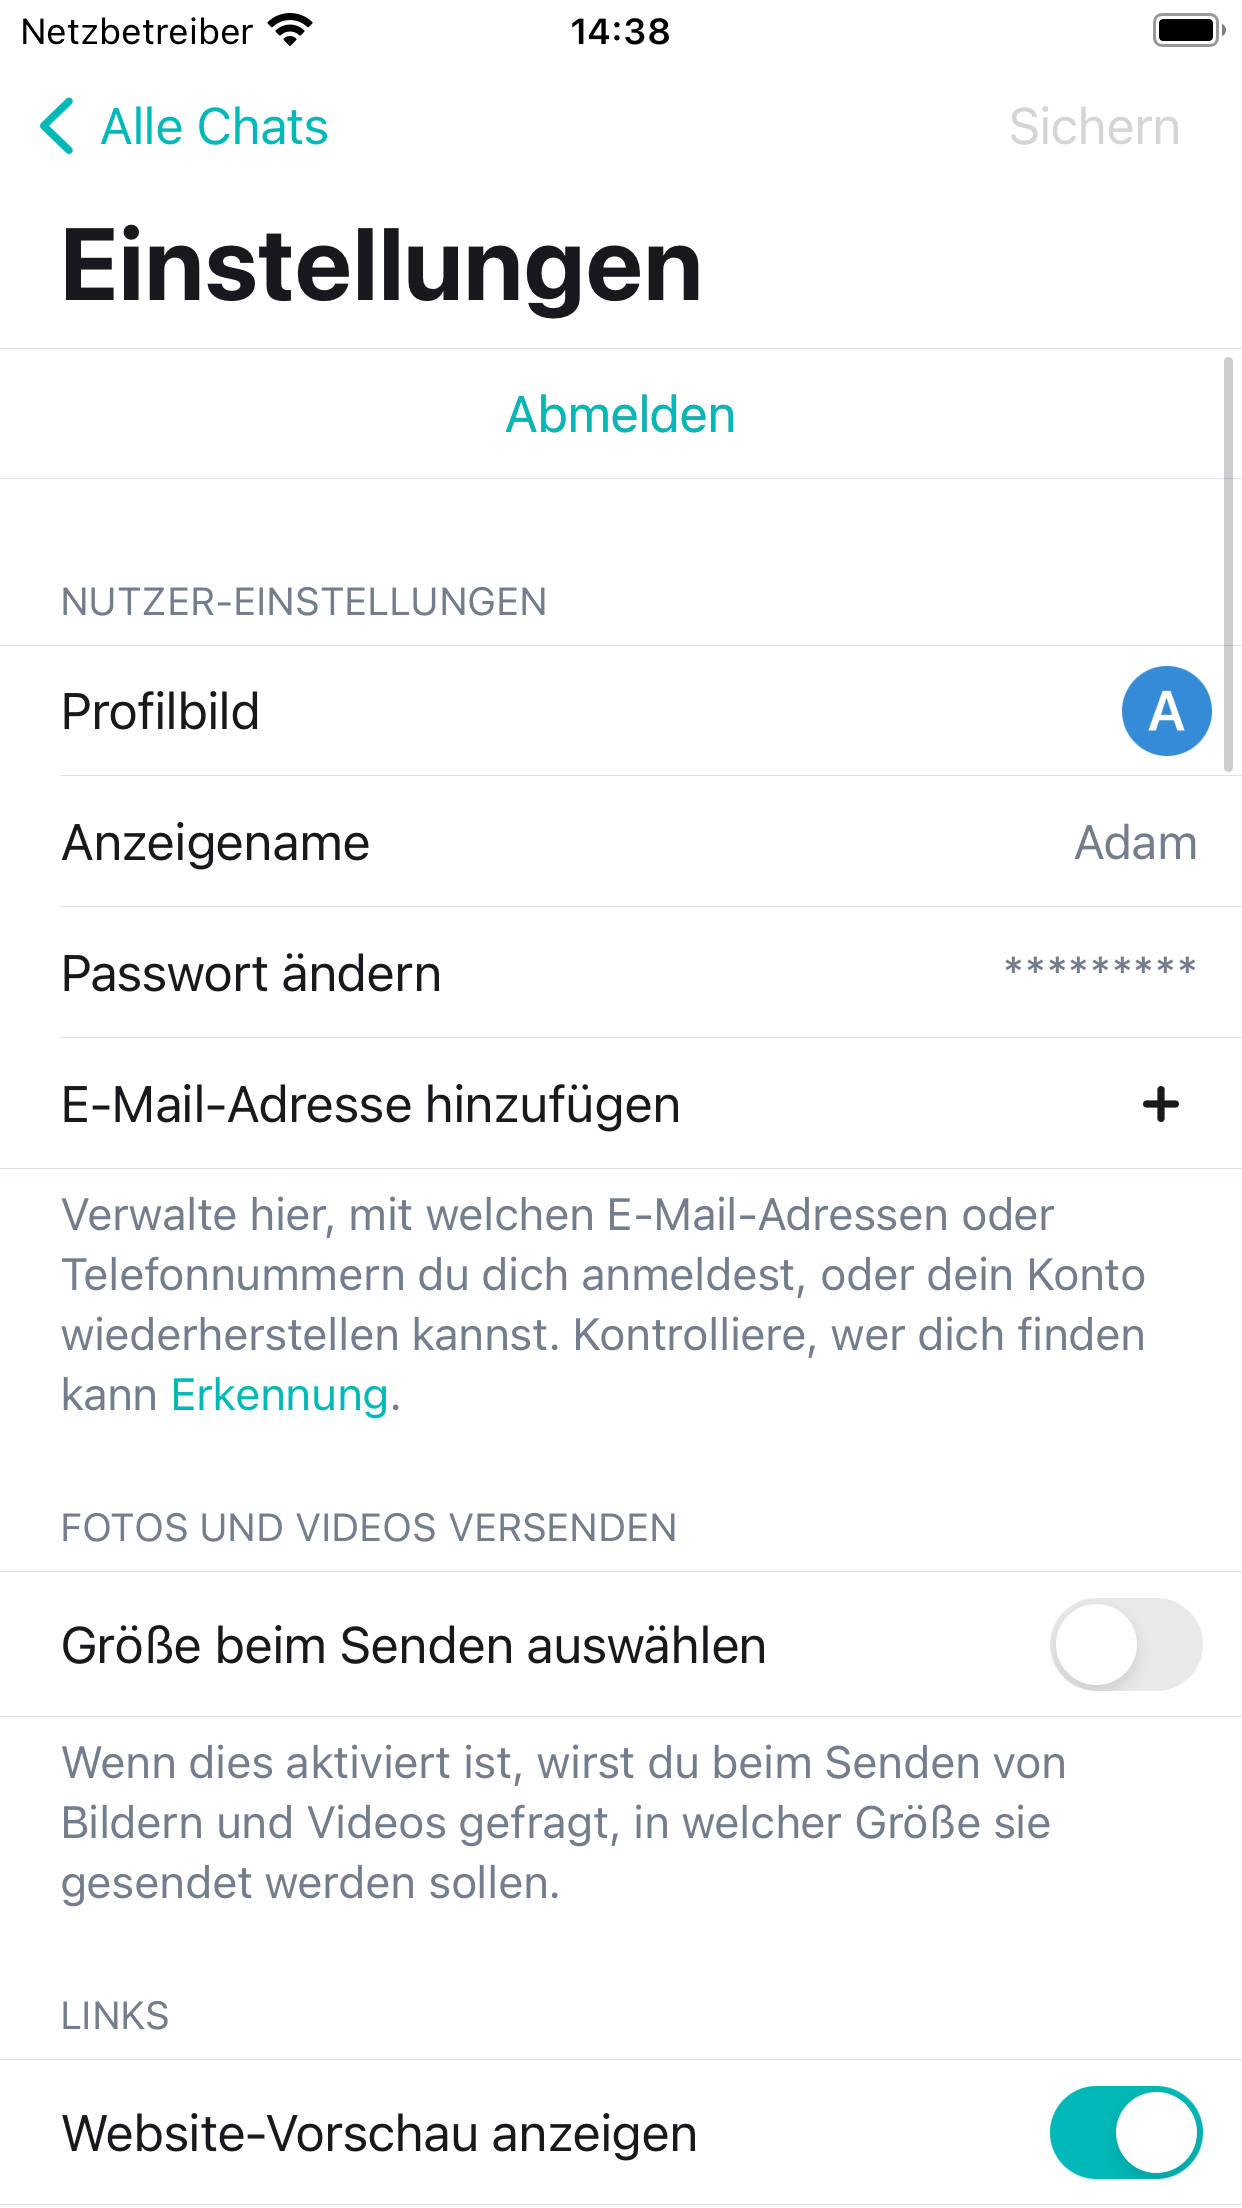 Netzbetreiber 14:38
Alle Chats Sichern
Einstellungen
Abmelden
NUTZER-EINSTELLUNGEN
Profilbild A
Anzeigename Adam
Passwort ändern *********
E-Mail-Adresse hinzufügen +
Verwalte hier, mit welchen E-Mail-Adressen oder
Telefonnummern du dich anmeldest, oder dein Konto
wiederherstellen kannst. Kontrolliere, wer dich finden
kann Erkennung.
FOTOS UND VIDEOS VERSENDEN
Größe beim Senden auswählen
Wenn dies aktiviert ist, wirst du beim Senden von
Bildern und Videos gefragt, in welcher Größe sie
gesendet werden sollen.
LINKS
Website-Vorschau anzeigen